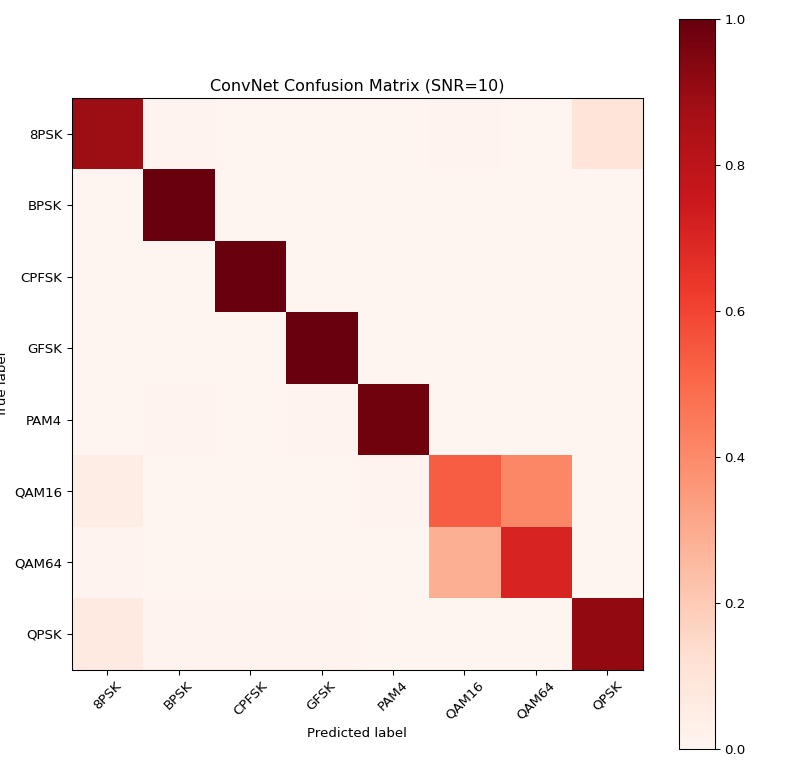 ConvNet Confusion Matrix (SNR=10)
8PSK
BPSK
CPFSK
GFSK
PAM4
QAM16
QAM64
QPSK
label
8PSK
BPSK
CPFSK
GFSK
PAM4
QAM16
QAM64
QPSK
Predicted label
1.0
0.8
0.6
0.4
0.2
0.0